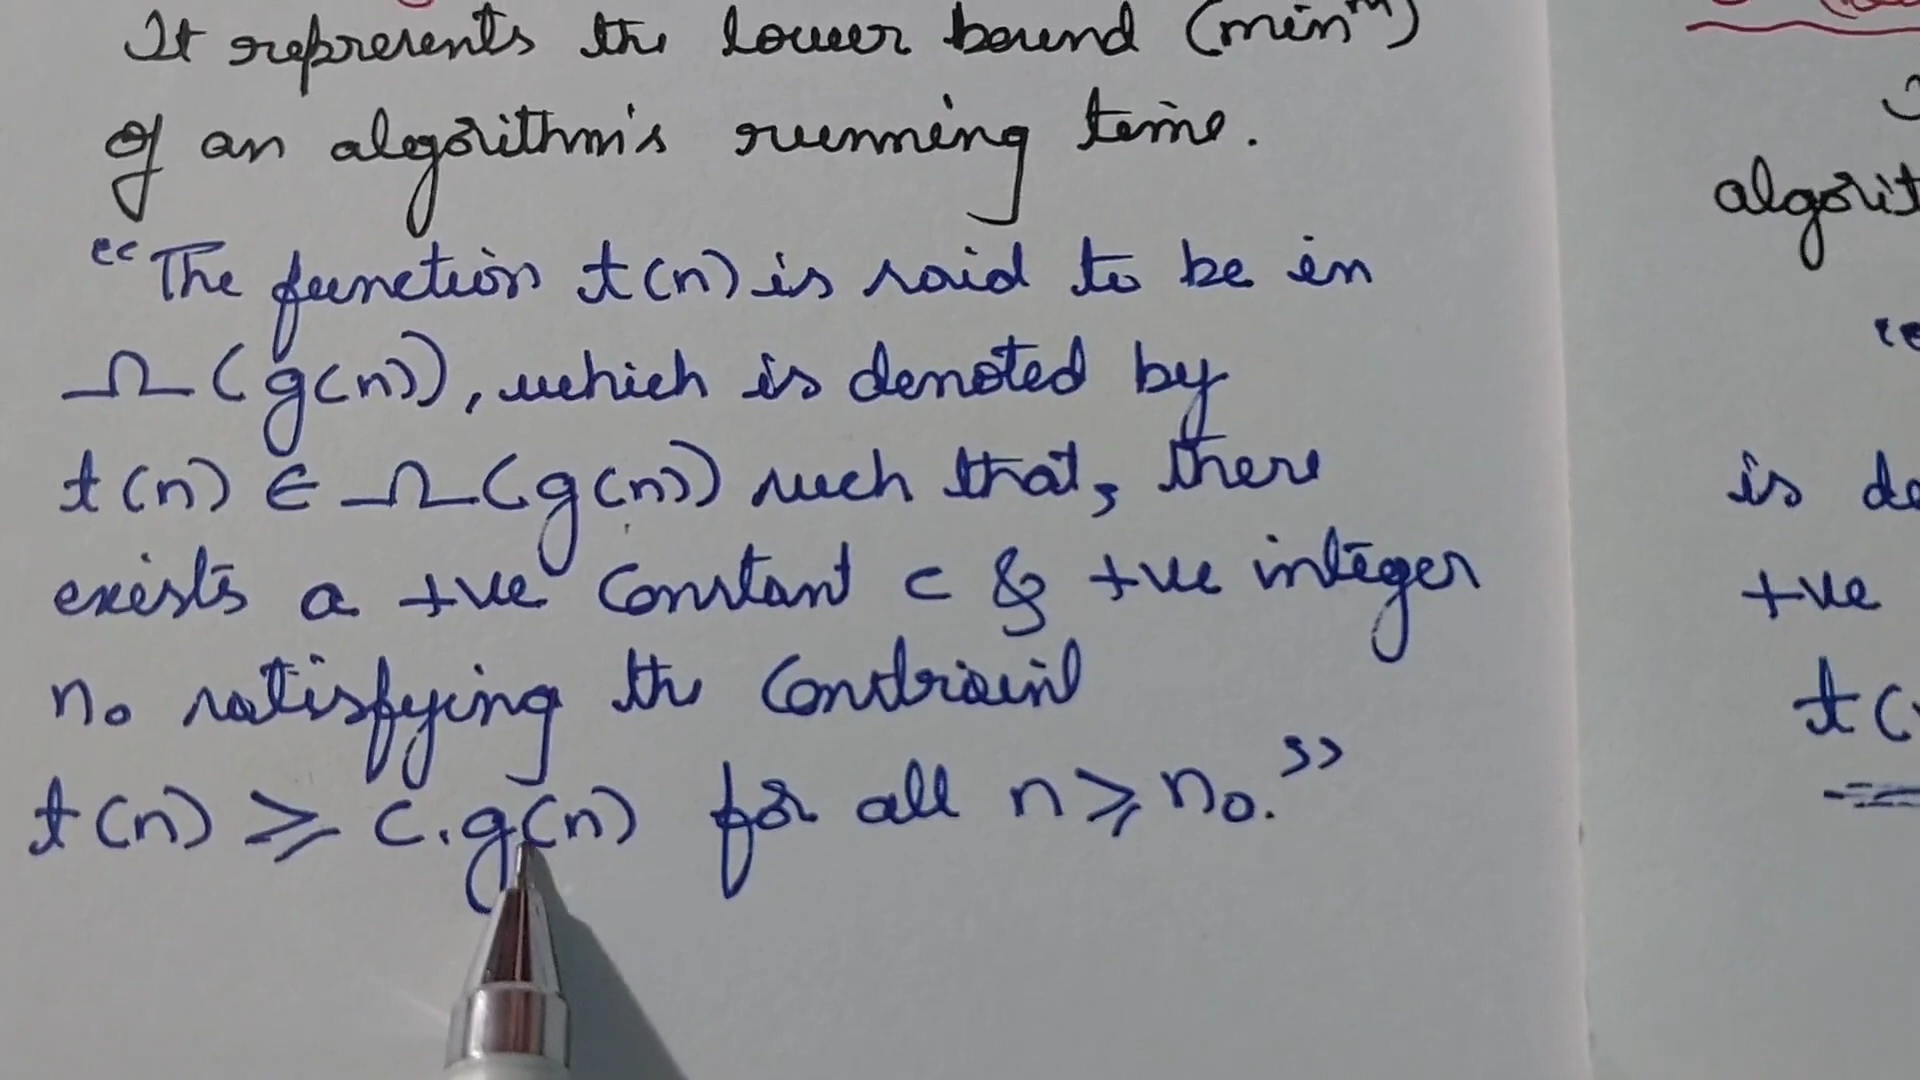 It represents the lower bound (minᵐ)
of an algorithm's running time.
"The function t(n) is said to be in
Ω(g(n)), which is denoted by
t(n) ∈ Ω(g(n)) such that, there
exists a +ve constant c & +ve integer
n₀ satisfying the constraint
t(n) ≥ c.g(n) for all n ≥ n₀."
algorit
"
is de
+ve
t(